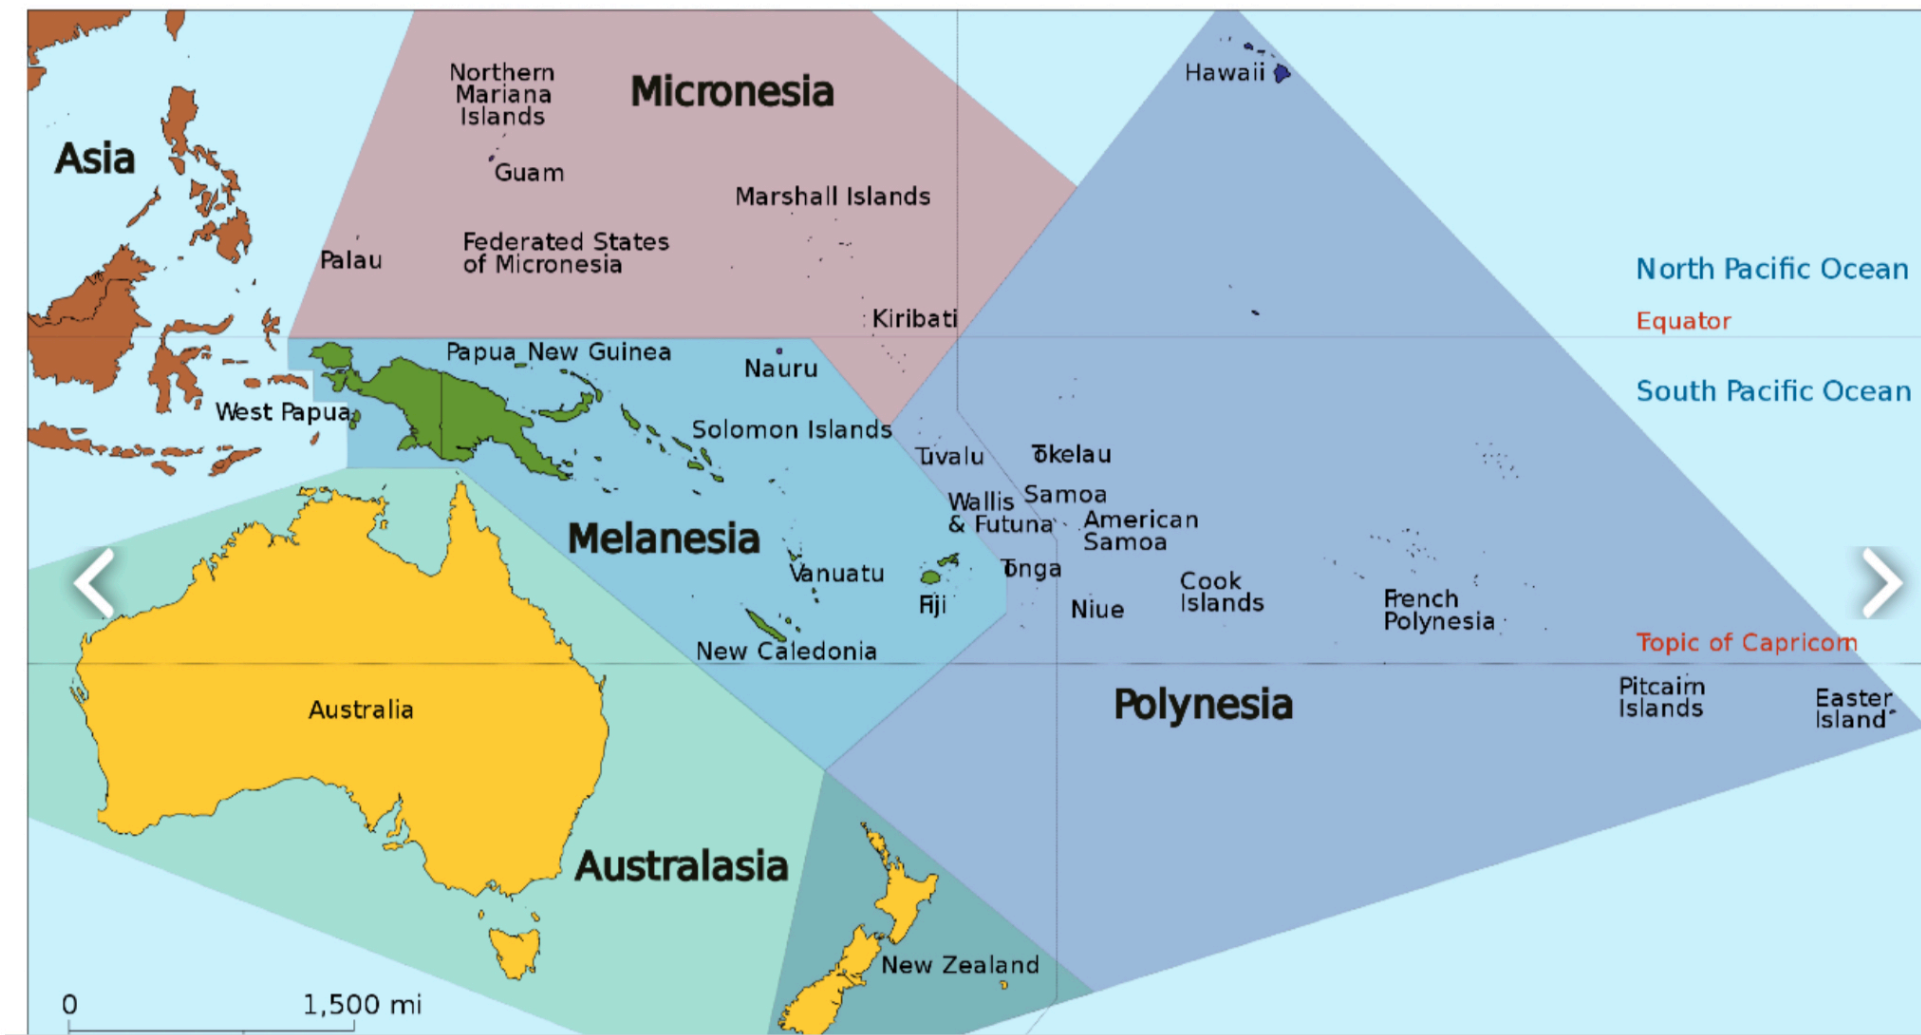 Northern
Mariana
Islands
Micronesia
Hawaii
Asia
Guam
Marshall Islands
Federated States
of Micronesia
Palau
North Pacific Ocean
Kiribati
Equator
Papua New Guinea
Nauru
South Pacific Ocean
West Papua
Solomon Islands
Tuvalu
Tokelau
Wallis
& Futuna
Samoa
American
Samoa
Melanesia
Vanuatu
Tonga
Fiji
Niue
Cook
Islands
French
Polynesia
New Caledonia
Topic of Capricorn
Australia
Polynesia
Pitcairn
Islands
Easter
Island
Australasia
New Zealand
0 1,500 mi